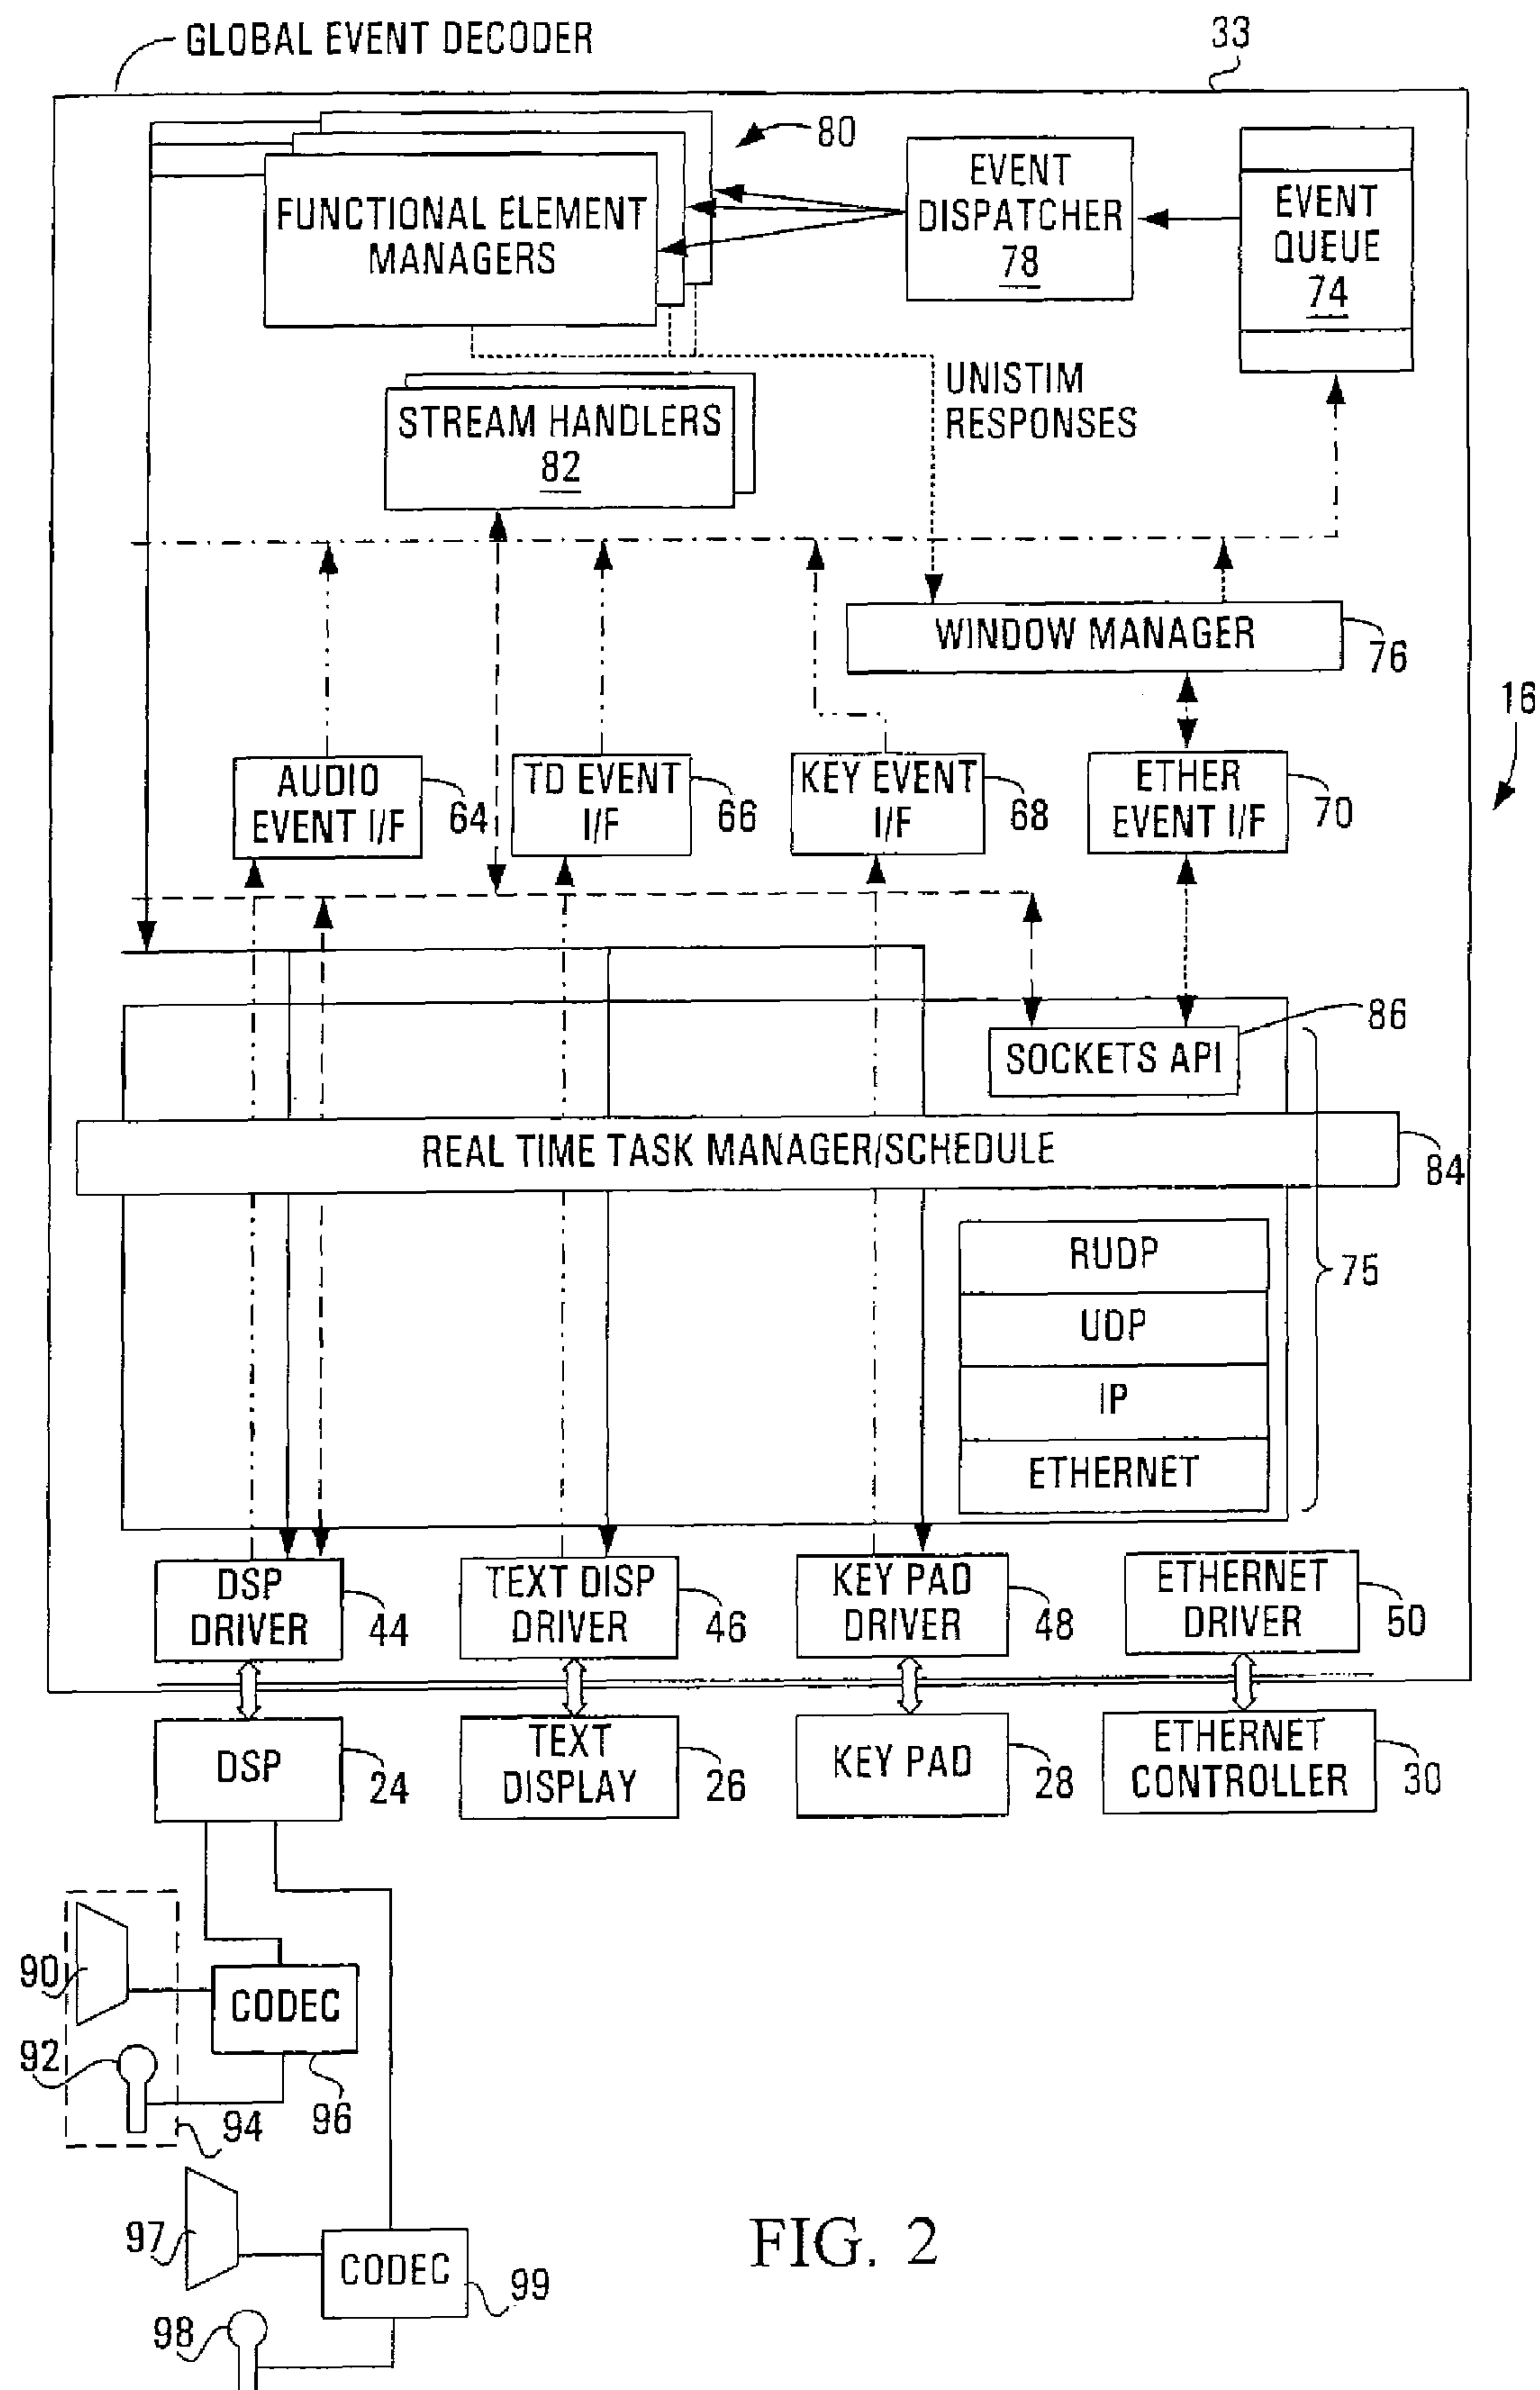 GLOBAL EVENT DECODER
33
80
FUNCTIONAL ELEMENT
MANAGERS
EVENT
DISPATCHER
78
EVENT
QUEUE
74
UNISTIM
RESPONSES
STREAM HANDLERS
82
WINDOW MANAGER
76
16
AUDIO
EVENT I/F
64
TD EVENT
I/F
66
KEY EVENT
I/F
68
ETHER
EVENT I/F
70
86
SOCKETS API
REAL TIME TASK MANAGER/SCHEDULE
84
RUDP
UDP
IP
ETHERNET
75
DSP
DRIVER
44
TEXT DISP
DRIVER
46
KEY PAD
DRIVER
48
ETHERNET
DRIVER
50
DSP
24
TEXT
DISPLAY
26
KEY PAD
28
ETHERNET
CONTROLLER
30
90
CODEC
92
94
96
97
CODEC
99
98
FIG. 2